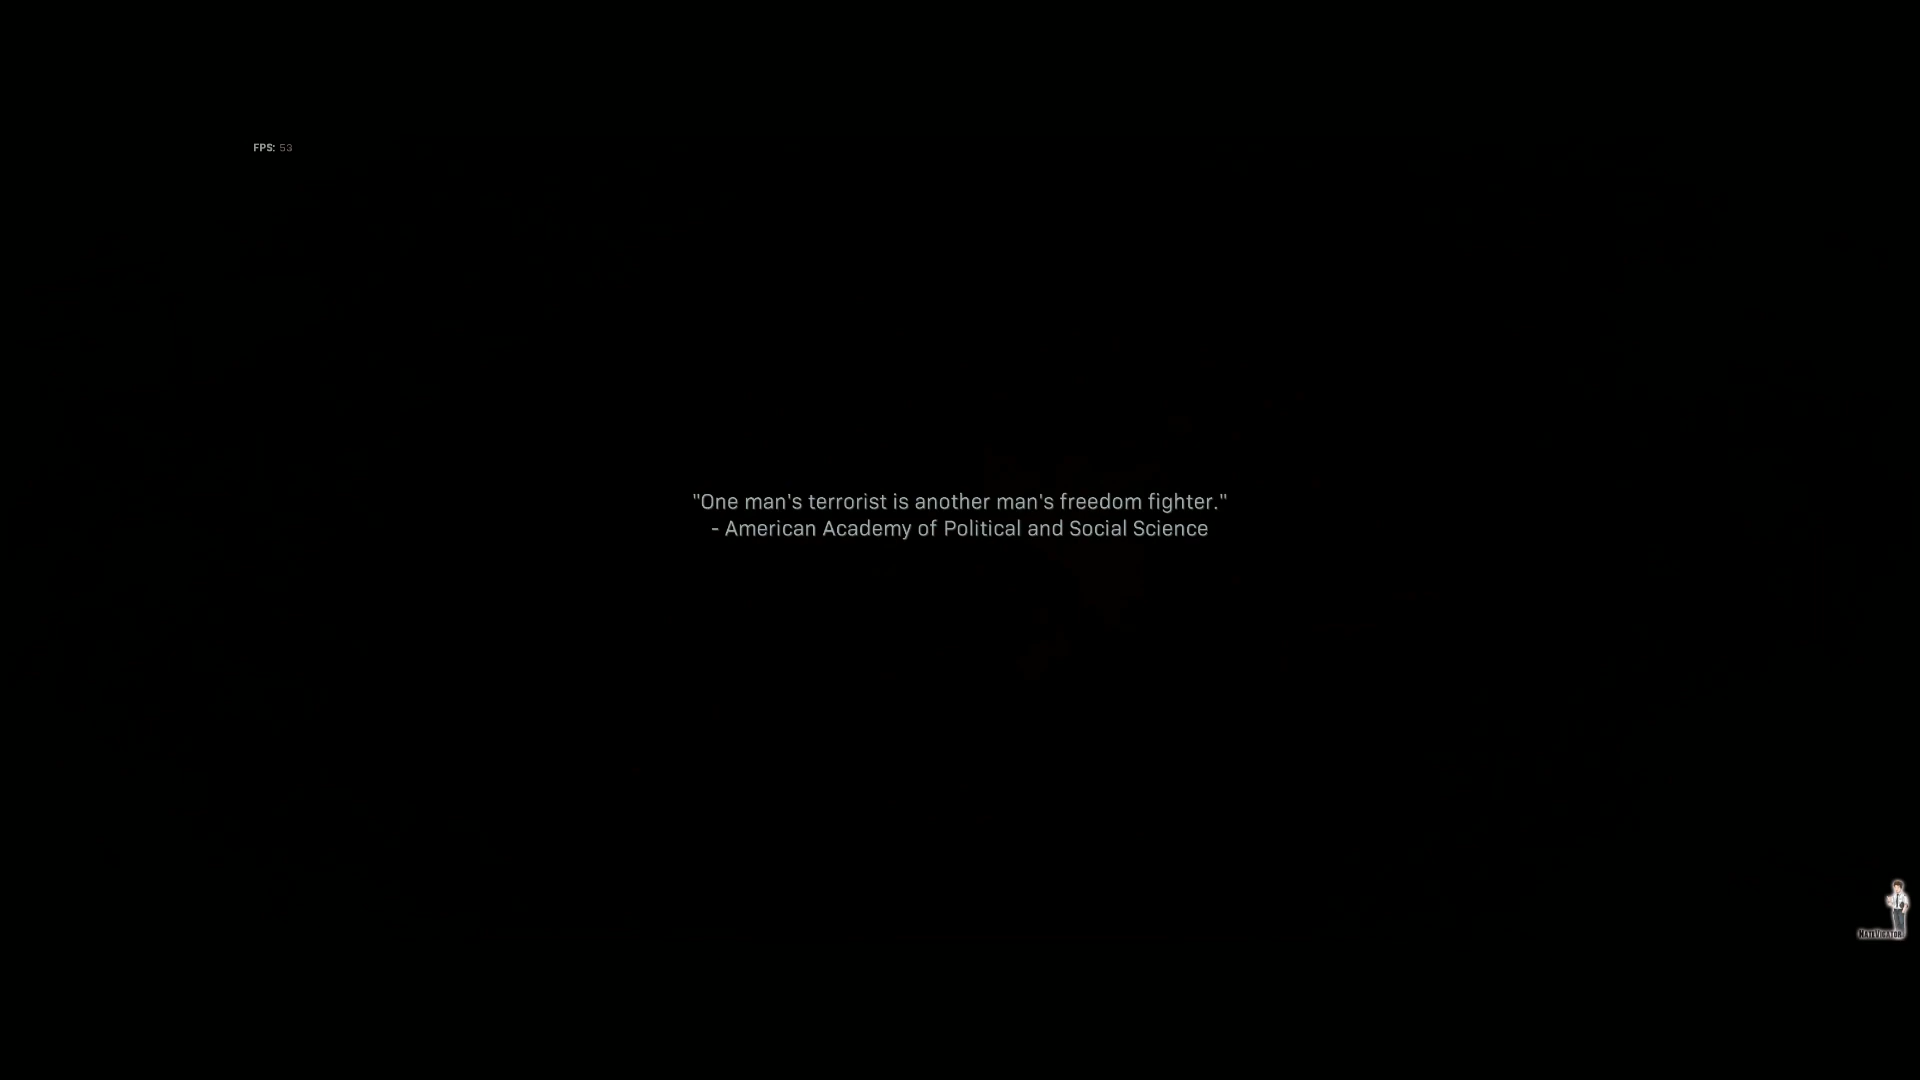 FPS: 53
"One man's terrorist is another man's freedom fighter."
- American Academy of Political and Social Science